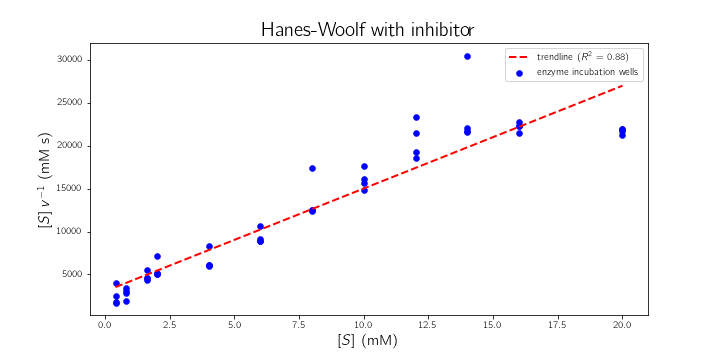 Hanes-Woolf with inhibitor
trendline (R² = 0.88)
enzyme incubation wells
30000
25000
20000
15000
10000
5000
[S] v⁻¹ (mM s)
0.0 2.5 5.0 7.5 10.0 12.5 15.0 17.5 20.0
[S] (mM)